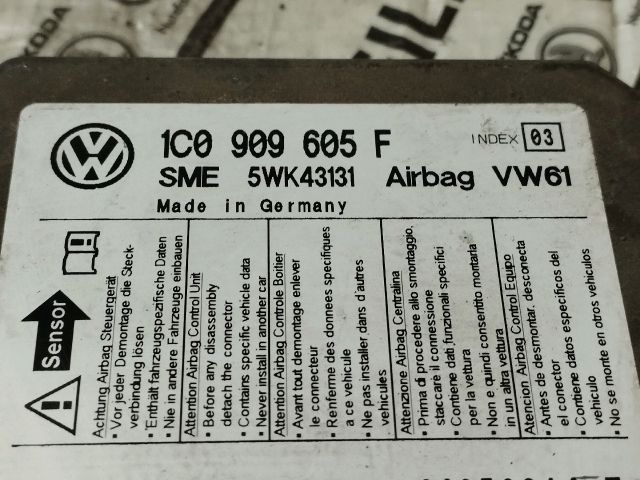 SKODA
SKODA
1C0 909 605 F
INDEX 03
SME 5WK43131 Airbag VW61
Made in Germany
Sensor
Achtung Airbag Steuergerät
• Vor jeder Demontage die Steck-
verbindung lösen
• Enthält fahrzeugspezifische Daten
• Nie in andere Fahrzeuge einbauen
Attention Airbag Control Unit
• Before any disassembly
detach the connector
• Contains specific vehicle data
• Never install in another car
Attention Airbag Controle Boitier
• Avant tout demontage enlever
le connecteur
• Renferme des donnees specifiques
a ce vehicule
• Ne pas installer dans d'autres
vehicules
Attenzione Airbag Centralina
• Prima di procedere allo smontaggio,
staccare il connessione
• Contiene dati funzionali specifici
per la vettura
• Non e quindi consentito montarla
in un altra vettura
Atencion Airbag Control Equipo
• Antes de desmontar, desconecta
el conector
• Contiene datos especificos del
vehiculo
• No se monte en otros vehiculos